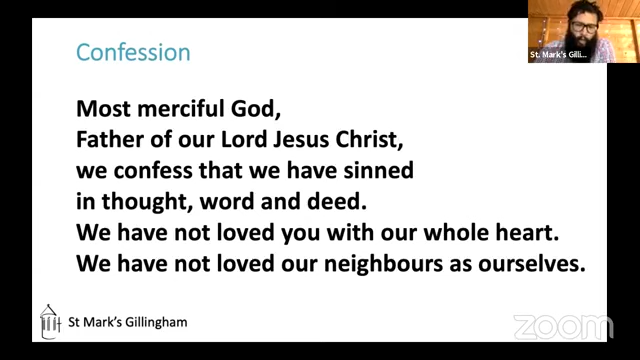 Confession
St. Mark's Gilli...
Most merciful God,
Father of our Lord Jesus Christ,
we confess that we have sinned
in thought, word and deed.
We have not loved you with our whole heart.
We have not loved our neighbours as ourselves.
St Mark's Gillingham
zoom